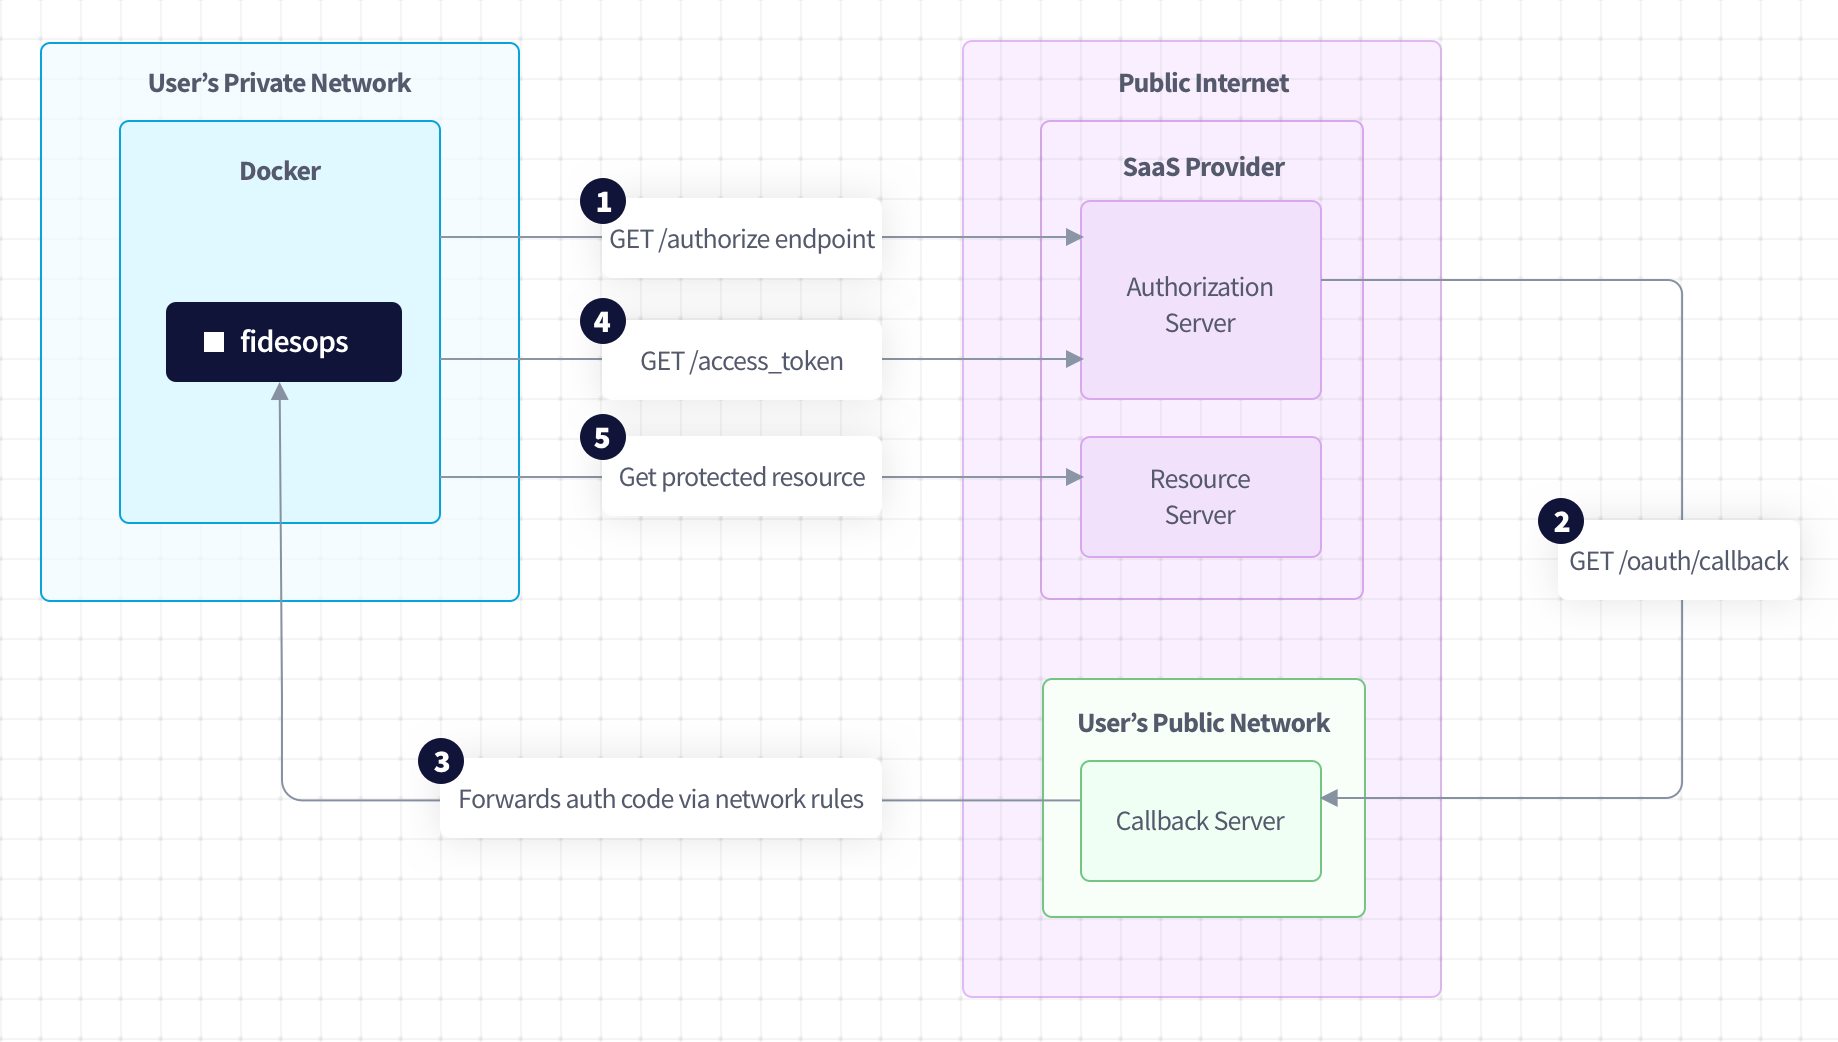 User’s Private Network
Docker
fidesops
1
GET /authorize endpoint
4
GET /access_token
5
Get protected resource
3
Forwards auth code via network rules
Public Internet
SaaS Provider
Authorization
Server
Resource
Server
2
GET /oauth/callback
User’s Public Network
Callback Server